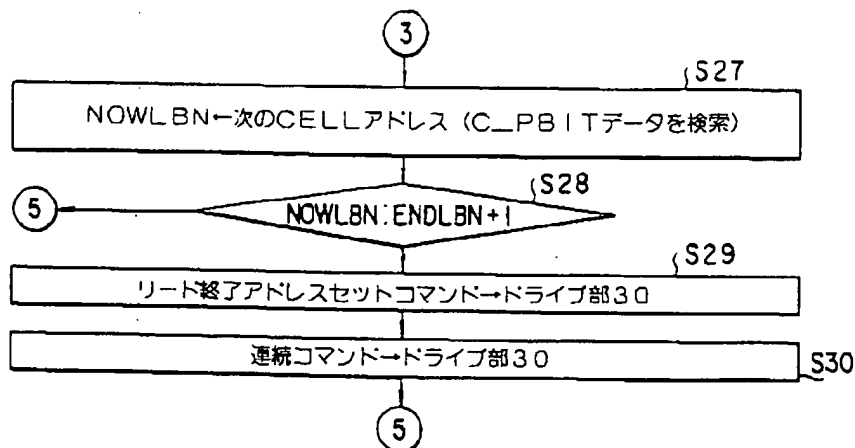 3
S27
NOWLBN←次のCELLアドレス（C_PBITデータを検索）
S28
5
NOWLBN:ENDLBN+1
S29
リード終了アドレスセットコマンド→ドライブ部30
連続コマンド→ドライブ部30
S30
5